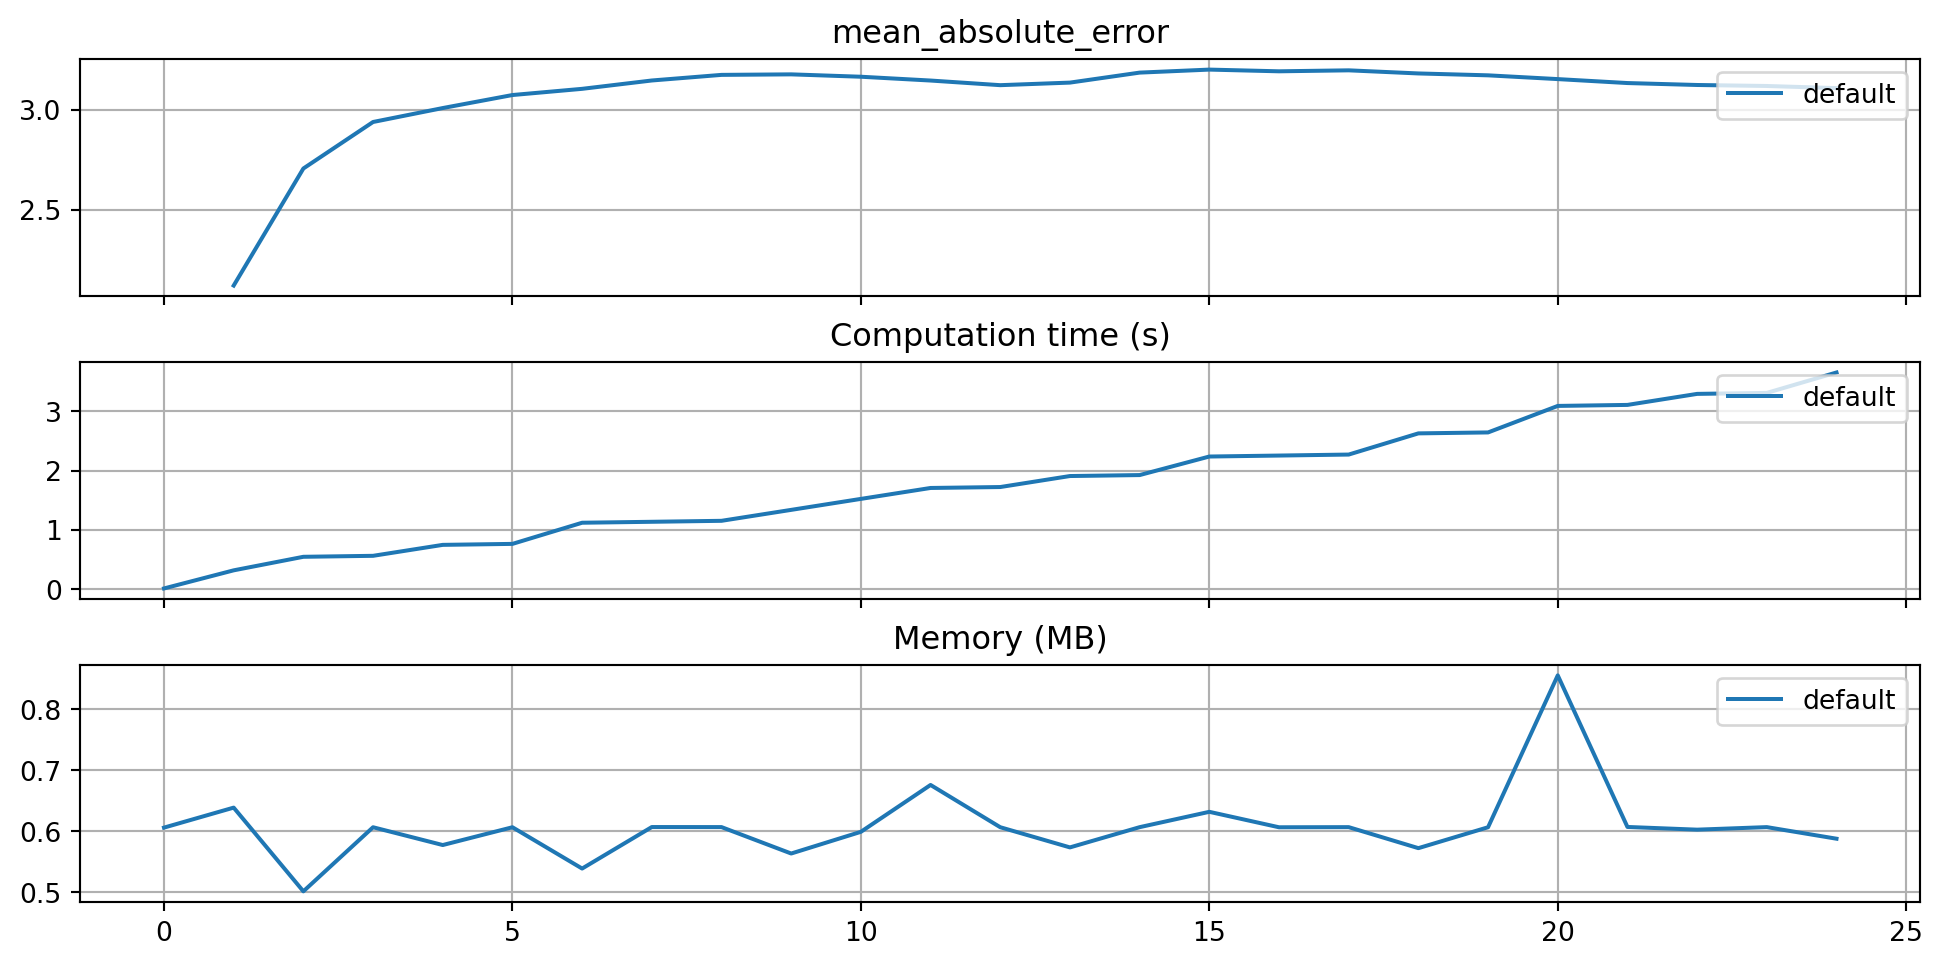 mean_absolute_error
3.0
2.5
default
Computation time (s)
3
2
1
0
default
Memory (MB)
0.8
0.7
0.6
0.5
default
0 5 10 15 20 25